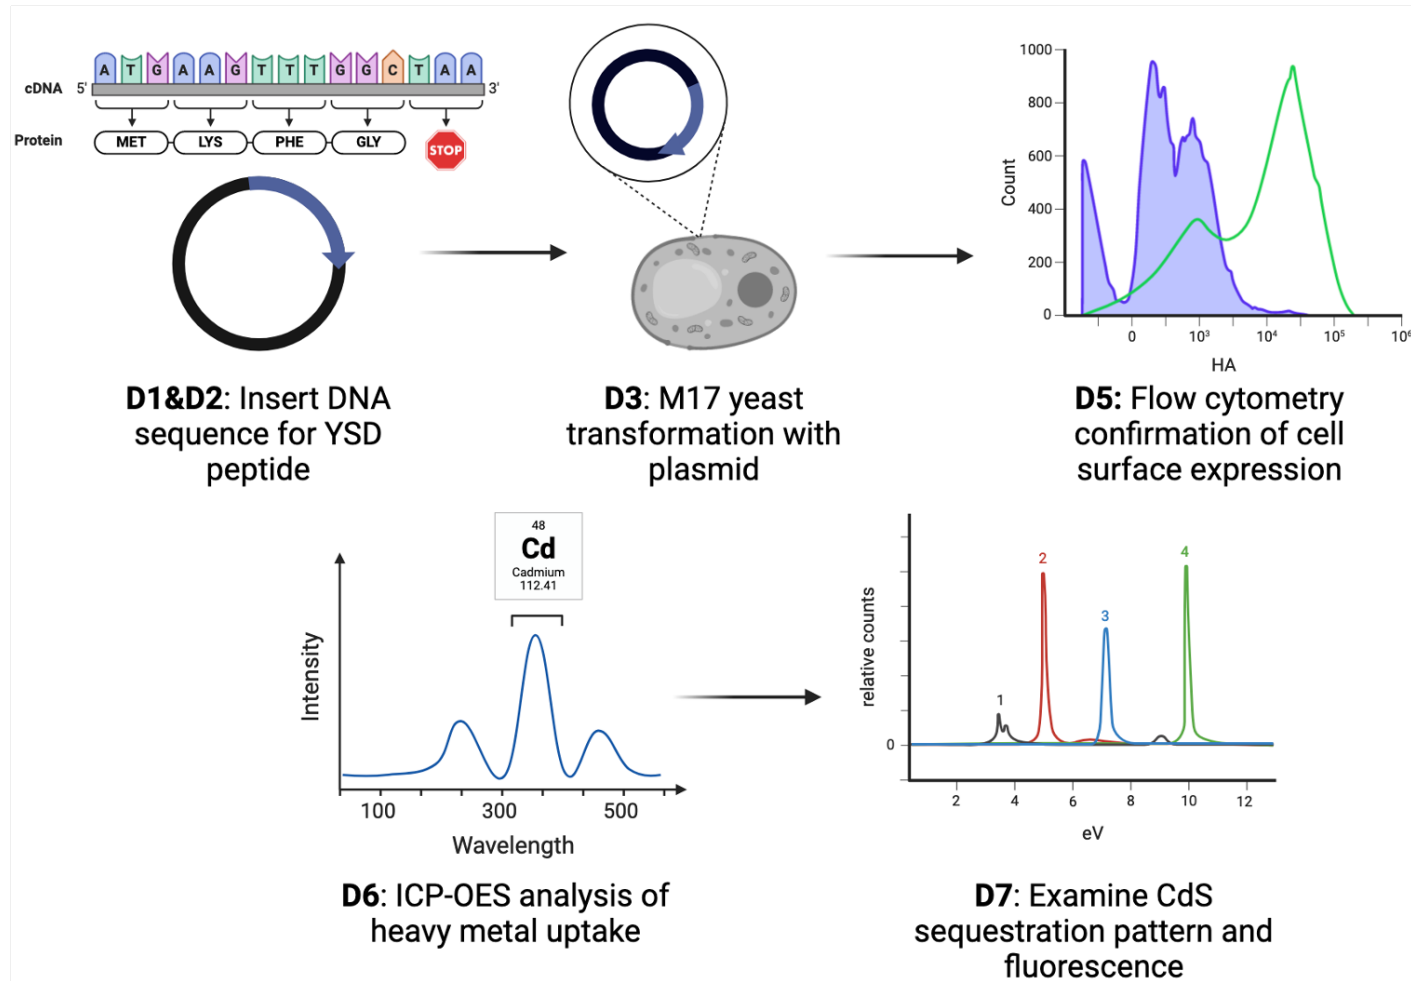 A T G A A G T T T G G C T A A
cDNA 5' 3'
Protein MET LYS PHE GLY STOP
D1&D2: Insert DNA
sequence for YSD
peptide
D3: M17 yeast
transformation with
plasmid
1000
800
600
400
200
0
Count
0 10³ 10⁴ 10⁵ 10⁶
HA
D5: Flow cytometry
confirmation of cell
surface expression
48
Cd
Cadmium
112.41
Intensity
100 300 500
Wavelength
D6: ICP-OES analysis of
heavy metal uptake
relative counts
1
2
3
4
0
2 4 6 8 10 12
eV
D7: Examine CdS
sequestration pattern and
fluorescence